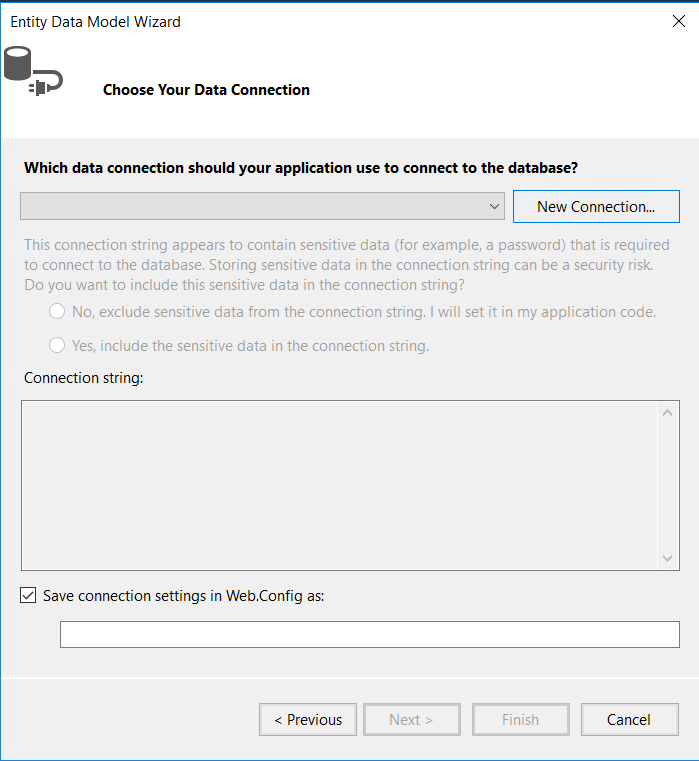 Entity Data Model Wizard
Choose Your Data Connection
Which data connection should your application use to connect to the database?
New Connection...
This connection string appears to contain sensitive data (for example, a password) that is required
to connect to the database. Storing sensitive data in the connection string can be a security risk.
Do you want to include this sensitive data in the connection string?
No, exclude sensitive data from the connection string. I will set it in my application code.
Yes, include the sensitive data in the connection string.
Connection string:
Save connection settings in Web.Config as:
< Previous Next > Finish Cancel